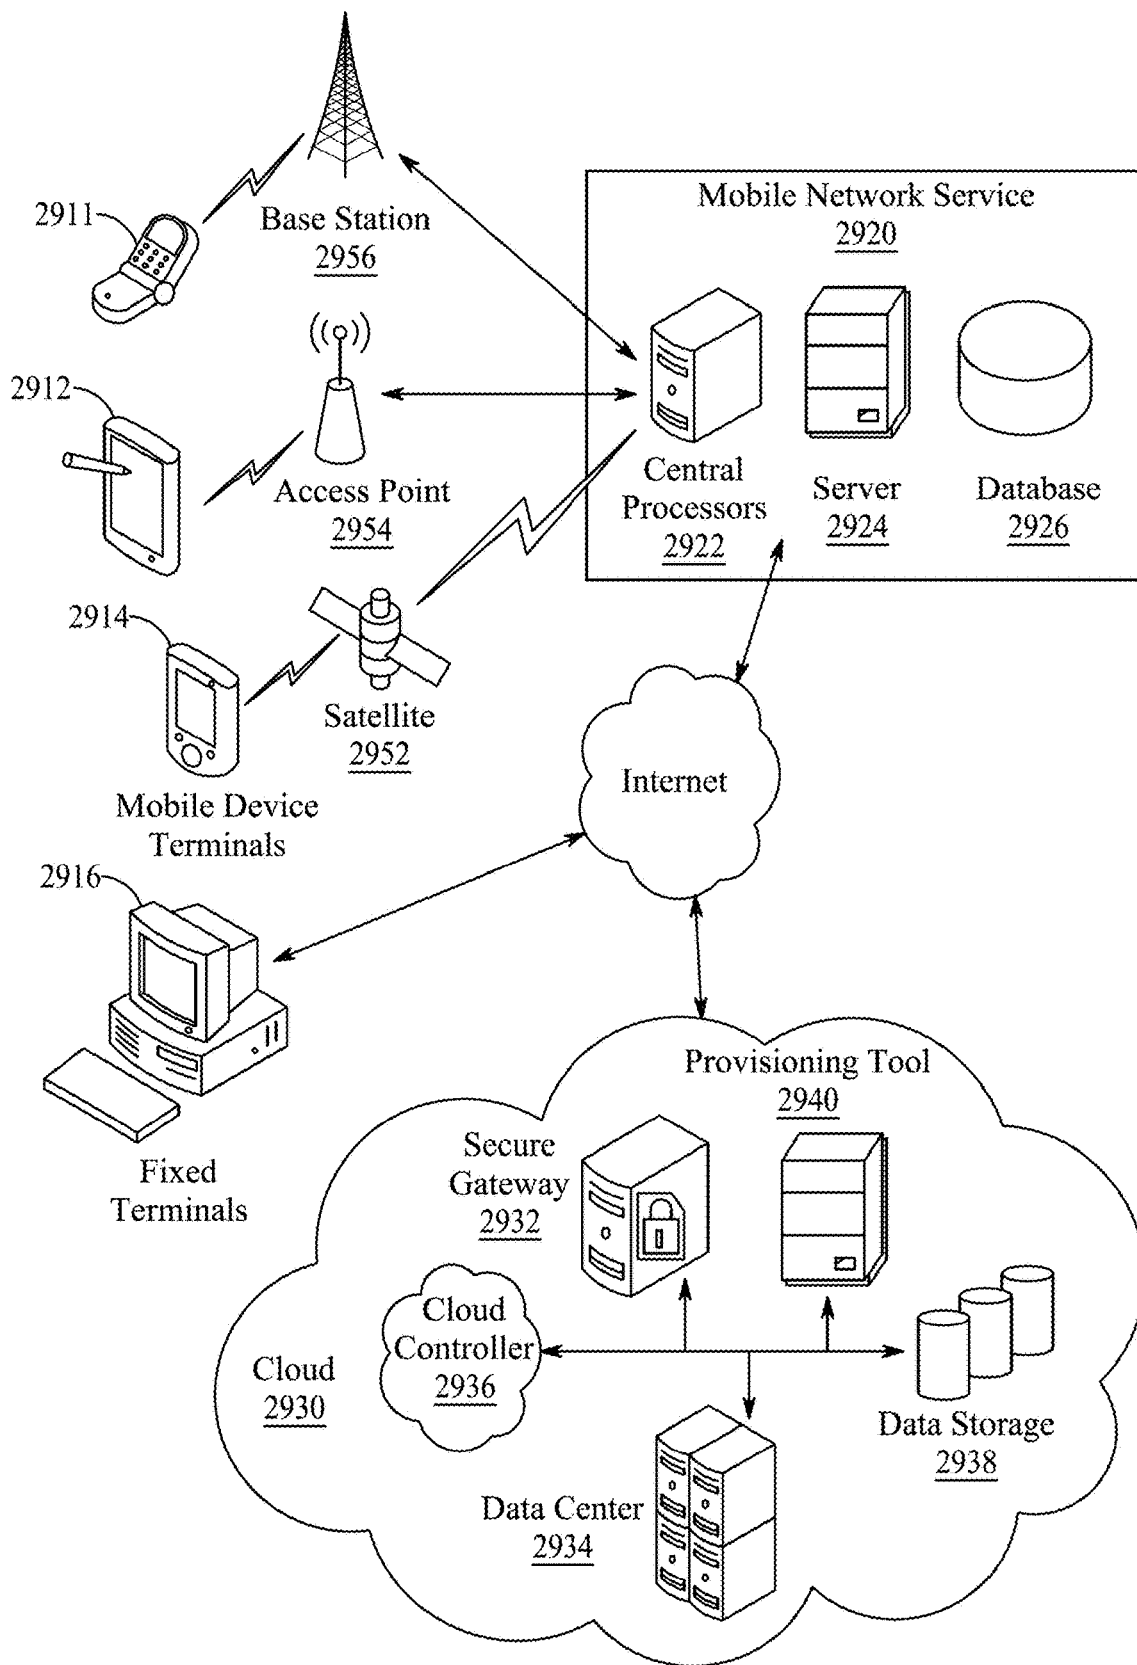 2911
Base Station
2956
Mobile Network Service
2920
2912
Access Point
2954
Central
Processors
2922
Server
2924
Database
2926
2914
Satellite
2952
Mobile Device
Terminals
Internet
2916
Fixed
Terminals
Provisioning Tool
2940
Secure
Gateway
2932
Cloud
Controller
2936
Cloud
2930
Data Storage
2938
Data Center
2934